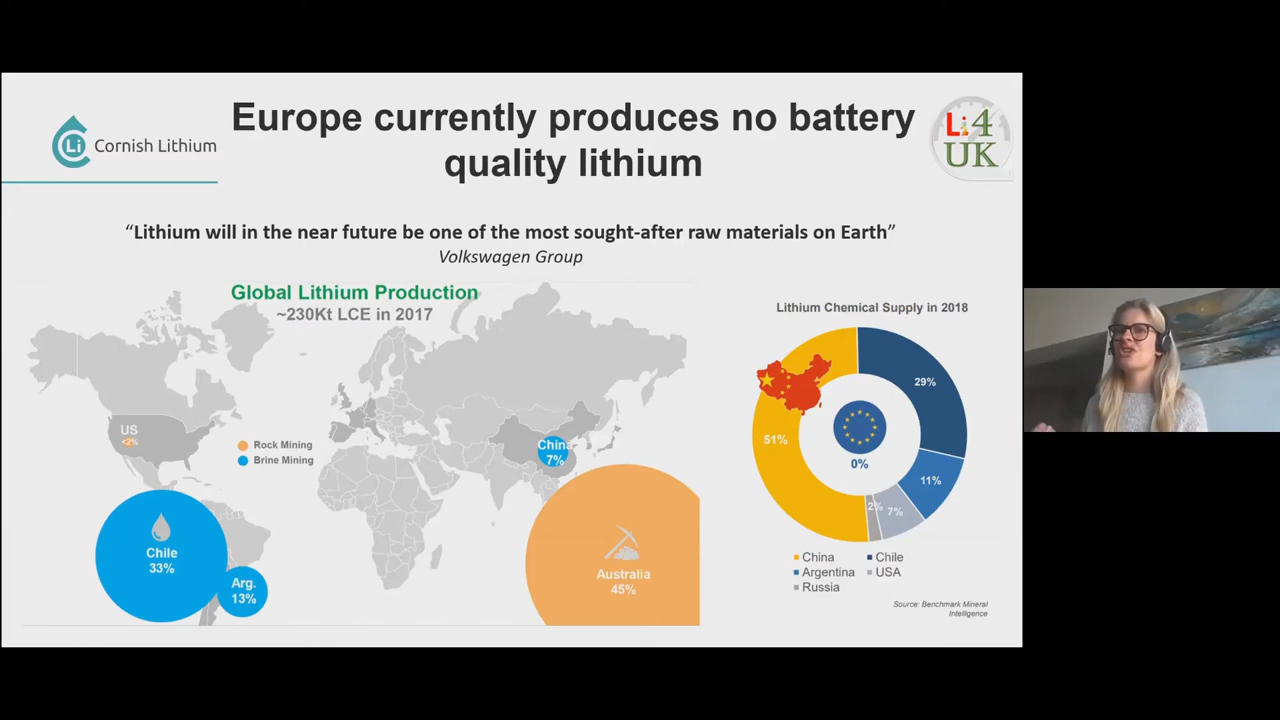 Li
Cornish Lithium
Europe currently produces no battery
quality lithium
Li4
UK
“Lithium will in the near future be one of the most sought-after raw materials on Earth”
Volkswagen Group
Global Lithium Production
~230Kt LCE in 2017
US
<2%
Rock Mining
Brine Mining
China
7%
Chile
33%
Arg.
13%
Australia
45%
Lithium Chemical Supply in 2018
29%
51%
0%
11%
2%
7%
China
Chile
Argentina
USA
Russia
Source: Benchmark Mineral
Intelligence